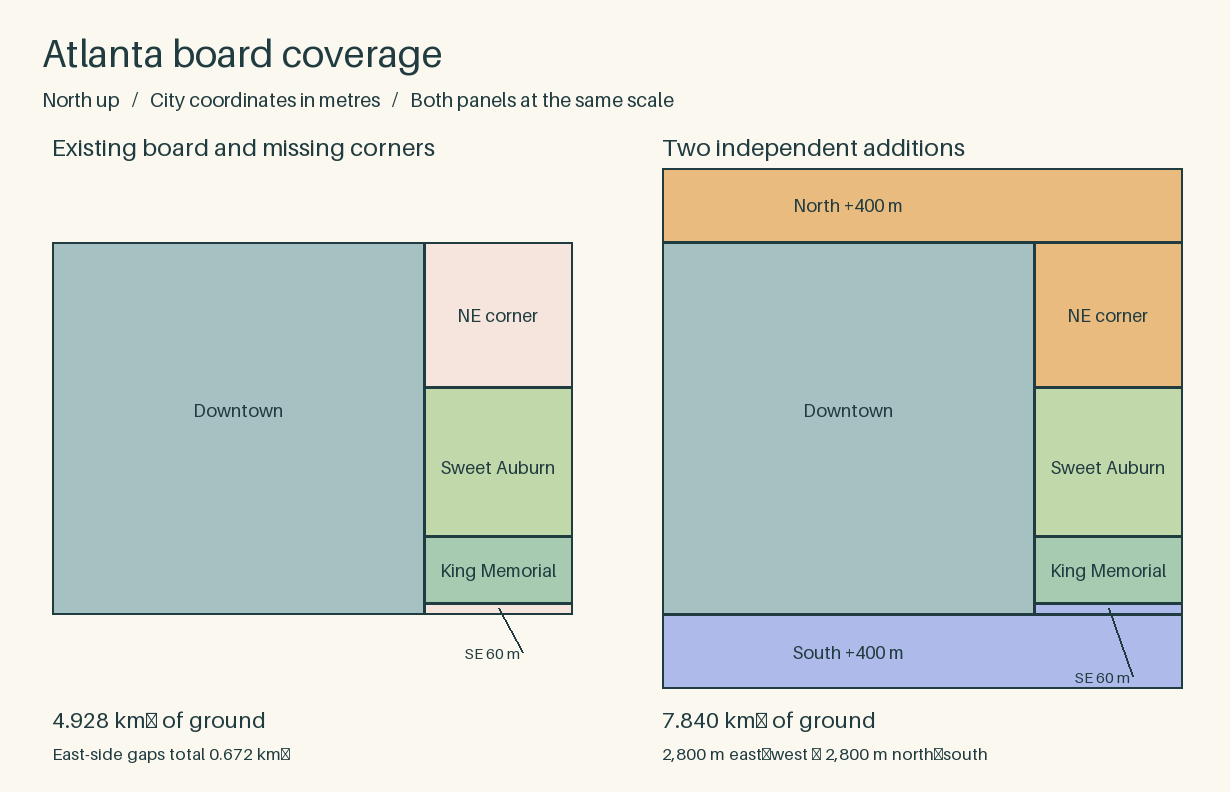 Atlanta board coverage
North up / City coordinates in metres / Both panels at the same scale
Existing board and missing corners
Downtown
NE corner
Sweet Auburn
King Memorial
SE 60 m
4.928 km□ of ground
East-side gaps total 0.672 km□
Two independent additions
North +400 m
Downtown
NE corner
Sweet Auburn
King Memorial
South +400 m
SE 60 m
7.840 km□ of ground
2,800 m east□west □ 2,800 m north□south